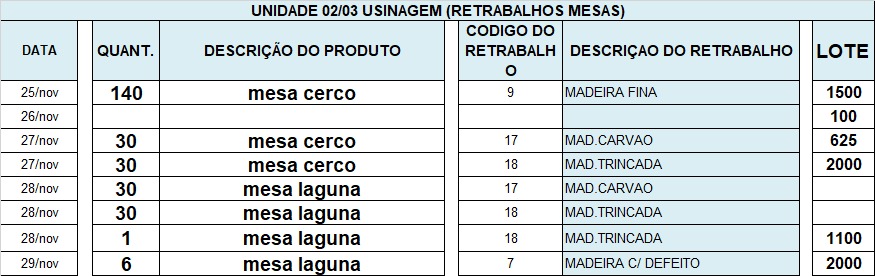 UNIDADE 02/03 USINAGEM (RETRABALHOS MESAS)
DATA QUANT. DESCRIÇÃO DO PRODUTO CODIGO DO RETRABALHO DESCRIÇAO DO RETRABALHO LOTE
25/nov 140 mesa cerco 9 MADEIRA FINA 1500
26/nov 100
27/nov 30 mesa cerco 17 MAD.CARVAO 625
27/nov 30 mesa cerco 18 MAD.TRINCADA 2000
28/nov 30 mesa laguna 17 MAD.CARVAO
28/nov 30 mesa laguna 18 MAD.TRINCADA
28/nov 1 mesa laguna 18 MAD.TRINCADA 1100
29/nov 6 mesa laguna 7 MADEIRA C/ DEFEITO 2000